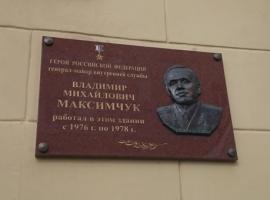 ГЕРОЙ РОССИЙСКОЙ ФЕДЕРАЦИИ
генерал-майор внутренней службы
ВЛАДИМИР
МИХАЙЛОВИЧ
МАКСИМЧУК
работал в этом здании
с 1976 г. по 1978 г.